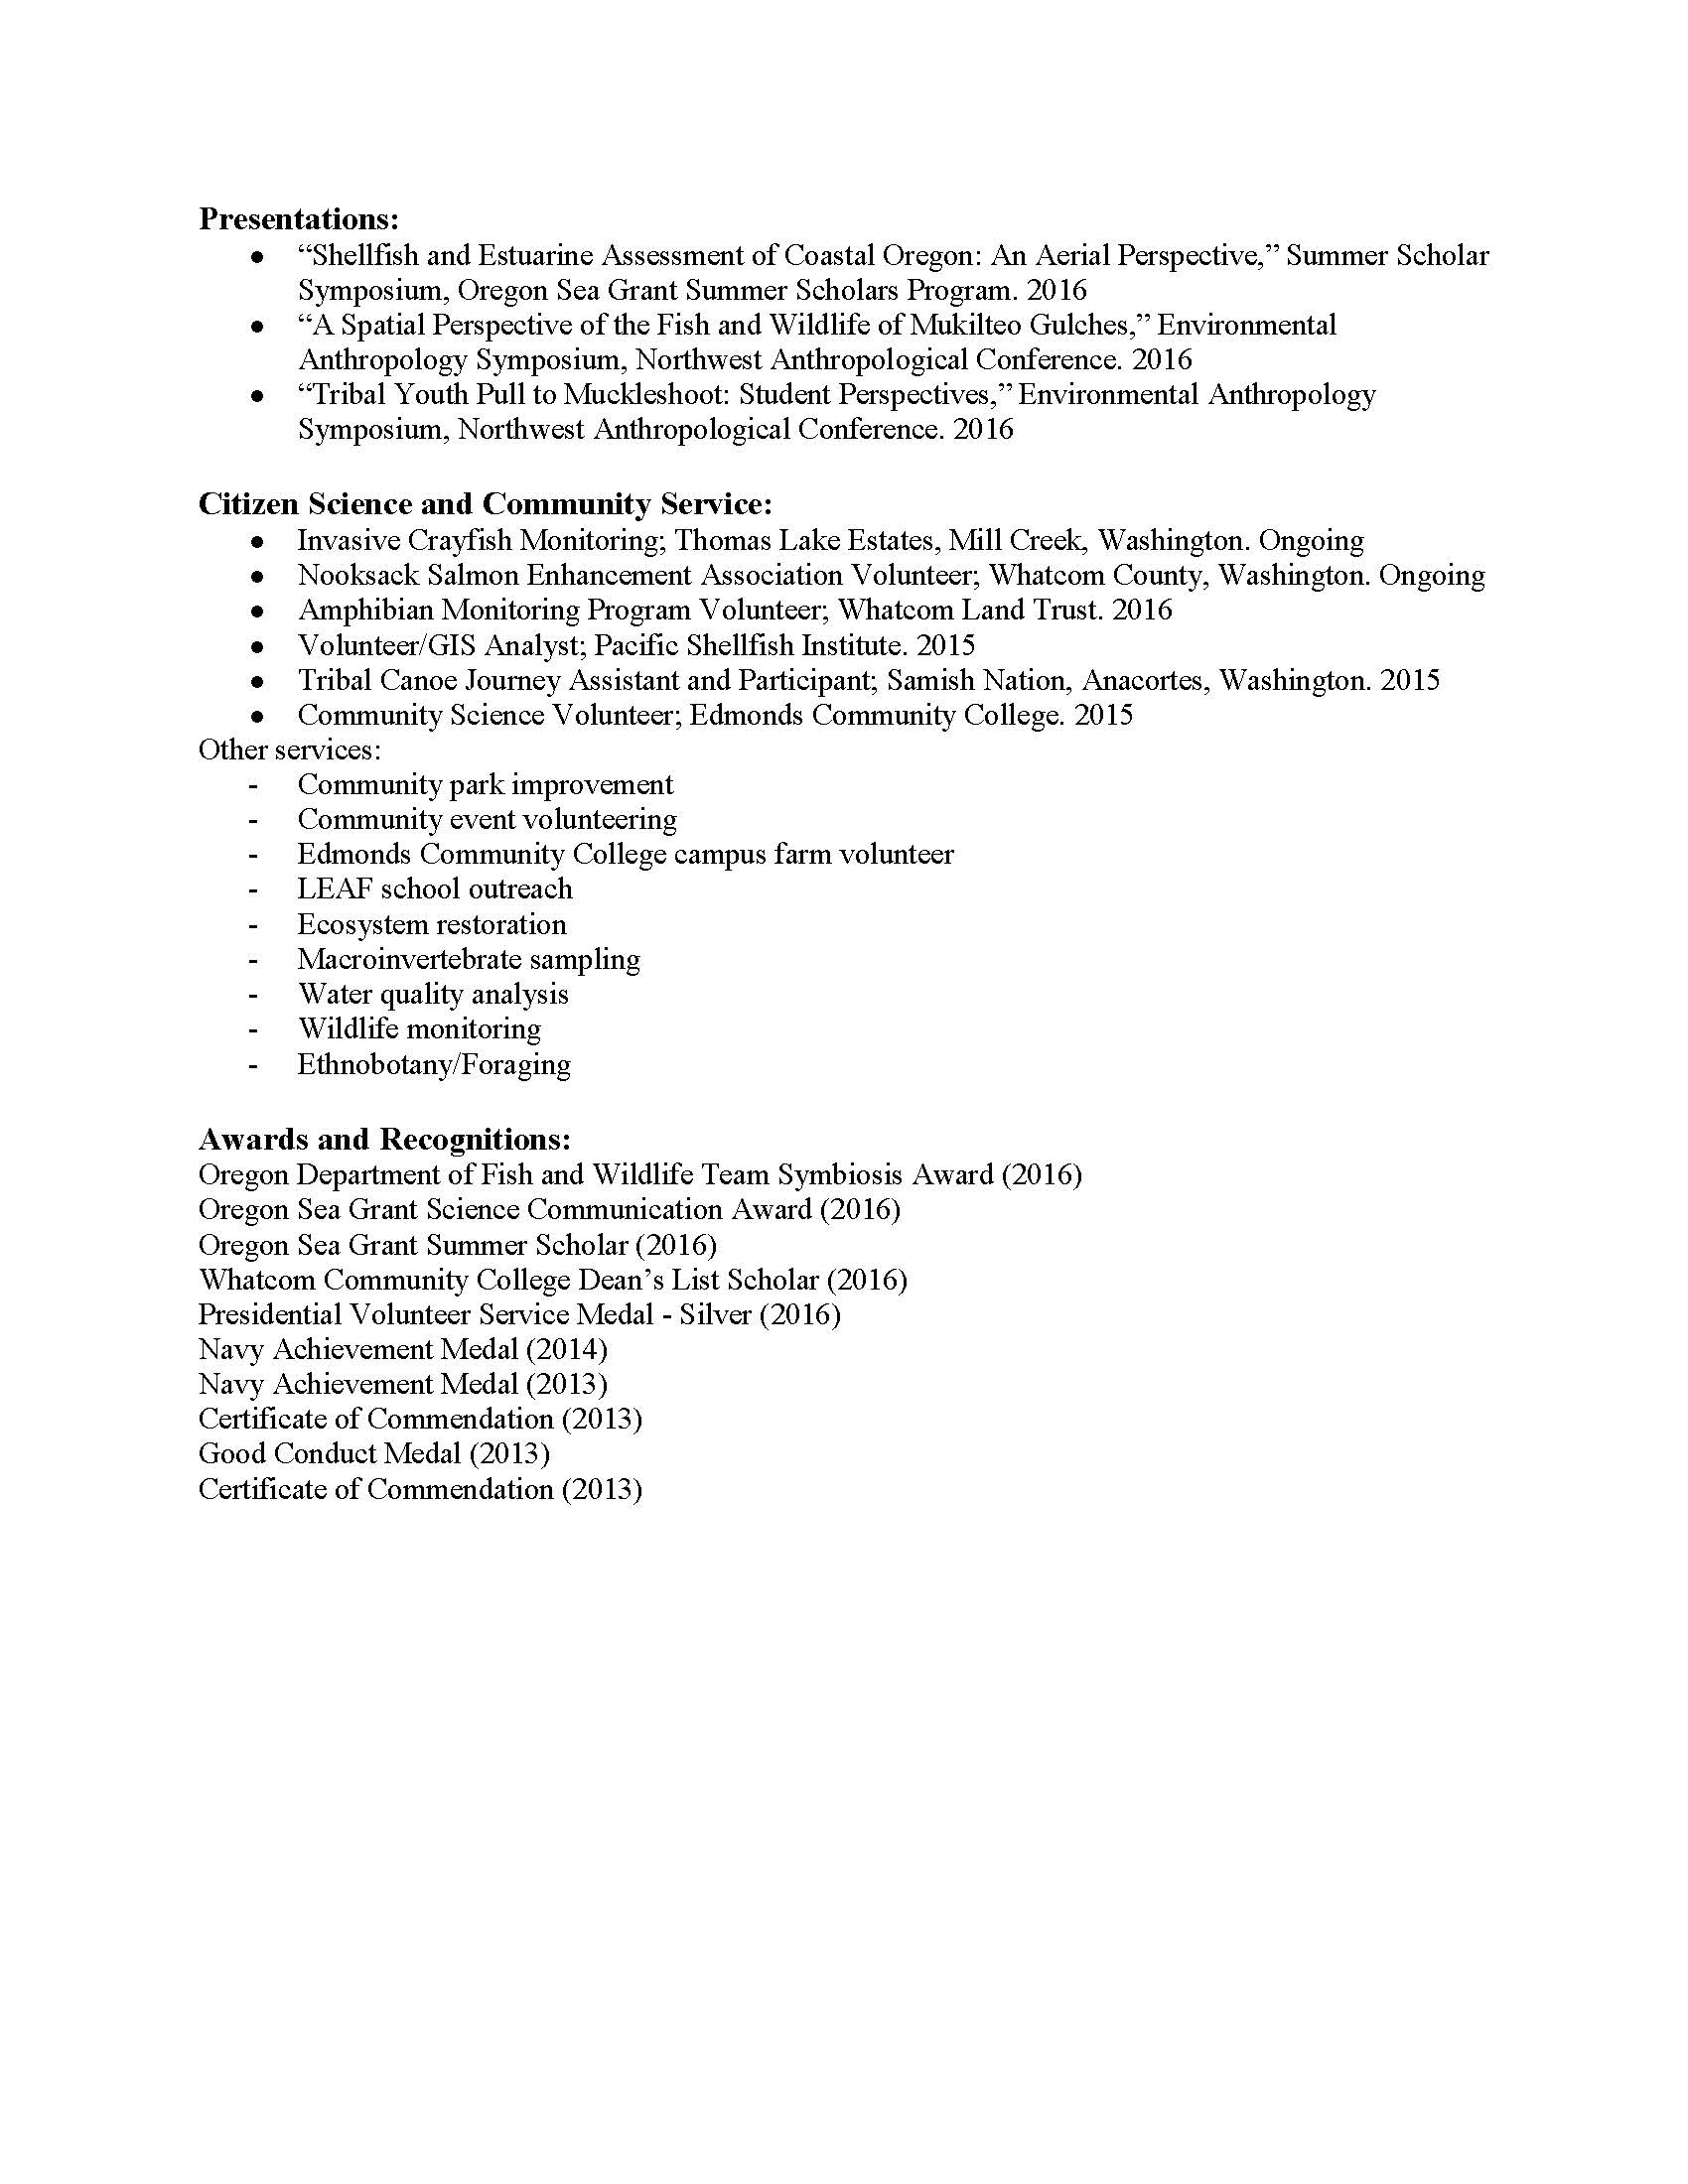 Presentations:
● “Shellfish and Estuarine Assessment of Coastal Oregon: An Aerial Perspective,” Summer Scholar
Symposium, Oregon Sea Grant Summer Scholars Program. 2016
● “A Spatial Perspective of the Fish and Wildlife of Mukilteo Gulches,” Environmental
Anthropology Symposium, Northwest Anthropological Conference. 2016
● “Tribal Youth Pull to Muckleshoot: Student Perspectives,” Environmental Anthropology
Symposium, Northwest Anthropological Conference. 2016
Citizen Science and Community Service:
● Invasive Crayfish Monitoring; Thomas Lake Estates, Mill Creek, Washington. Ongoing
● Nooksack Salmon Enhancement Association Volunteer; Whatcom County, Washington. Ongoing
● Amphibian Monitoring Program Volunteer; Whatcom Land Trust. 2016
● Volunteer/GIS Analyst; Pacific Shellfish Institute. 2015
● Tribal Canoe Journey Assistant and Participant; Samish Nation, Anacortes, Washington. 2015
● Community Science Volunteer; Edmonds Community College. 2015
Other services:
- Community park improvement
- Community event volunteering
- Edmonds Community College campus farm volunteer
- LEAF school outreach
- Ecosystem restoration
- Macroinvertebrate sampling
- Water quality analysis
- Wildlife monitoring
- Ethnobotany/Foraging
Awards and Recognitions:
Oregon Department of Fish and Wildlife Team Symbiosis Award (2016)
Oregon Sea Grant Science Communication Award (2016)
Oregon Sea Grant Summer Scholar (2016)
Whatcom Community College Dean’s List Scholar (2016)
Presidential Volunteer Service Medal - Silver (2016)
Navy Achievement Medal (2014)
Navy Achievement Medal (2013)
Certificate of Commendation (2013)
Good Conduct Medal (2013)
Certificate of Commendation (2013)